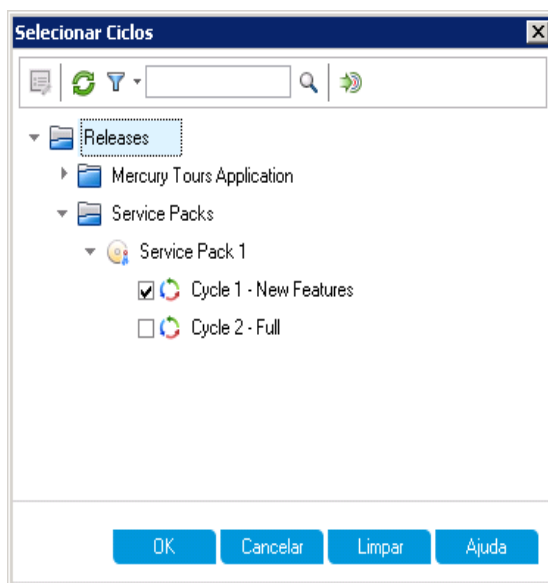 Selecionar Ciclos
Releases
Mercury Tours Application
Service Packs
Service Pack 1
Cycle 1 - New Features
Cycle 2 - Full
OK Cancelar Limpar Ajuda